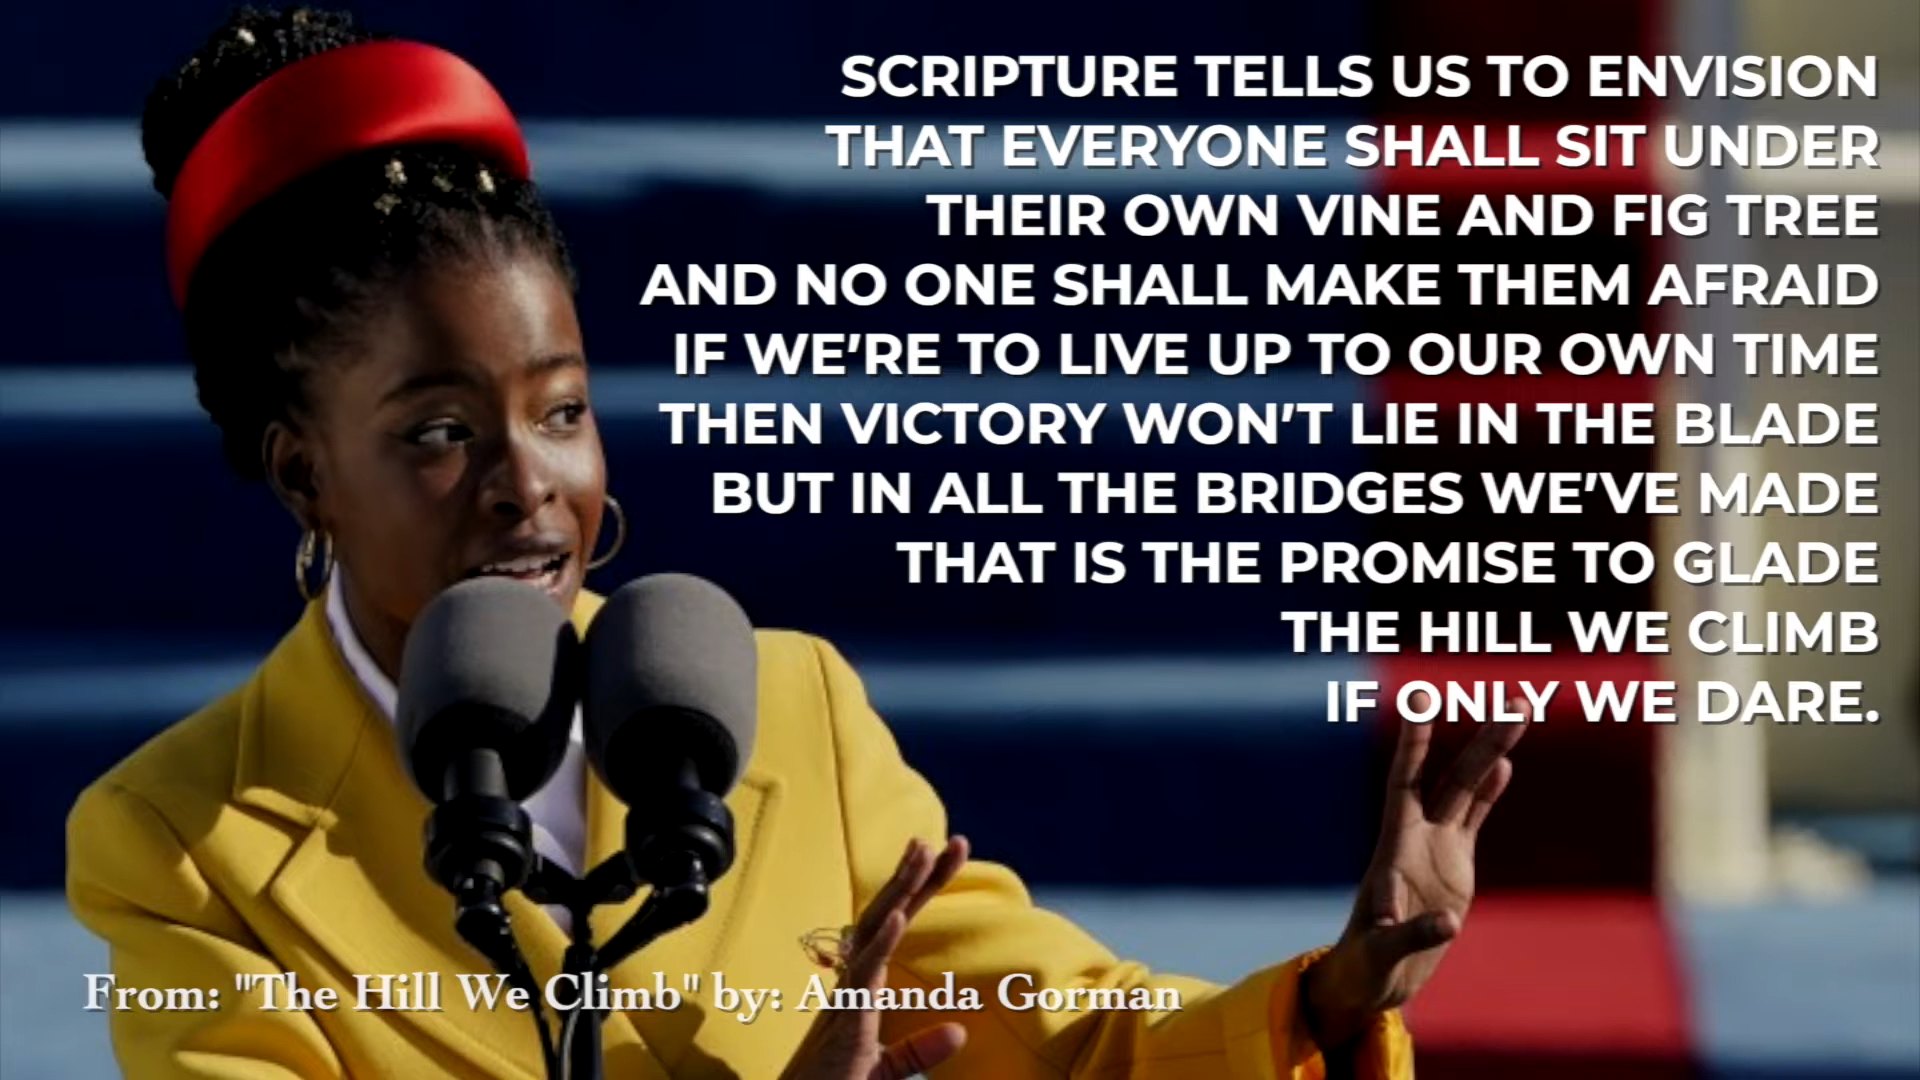 SCRIPTURE TELLS US TO ENVISION
THAT EVERYONE SHALL SIT UNDER
THEIR OWN VINE AND FIG TREE
AND NO ONE SHALL MAKE THEM AFRAID
IF WE’RE TO LIVE UP TO OUR OWN TIME
THEN VICTORY WON’T LIE IN THE BLADE
BUT IN ALL THE BRIDGES WE’VE MADE
THAT IS THE PROMISE TO GLADE
THE HILL WE CLIMB
IF ONLY WE DARE.
From: "The Hill We Climb" by: Amanda Gorman